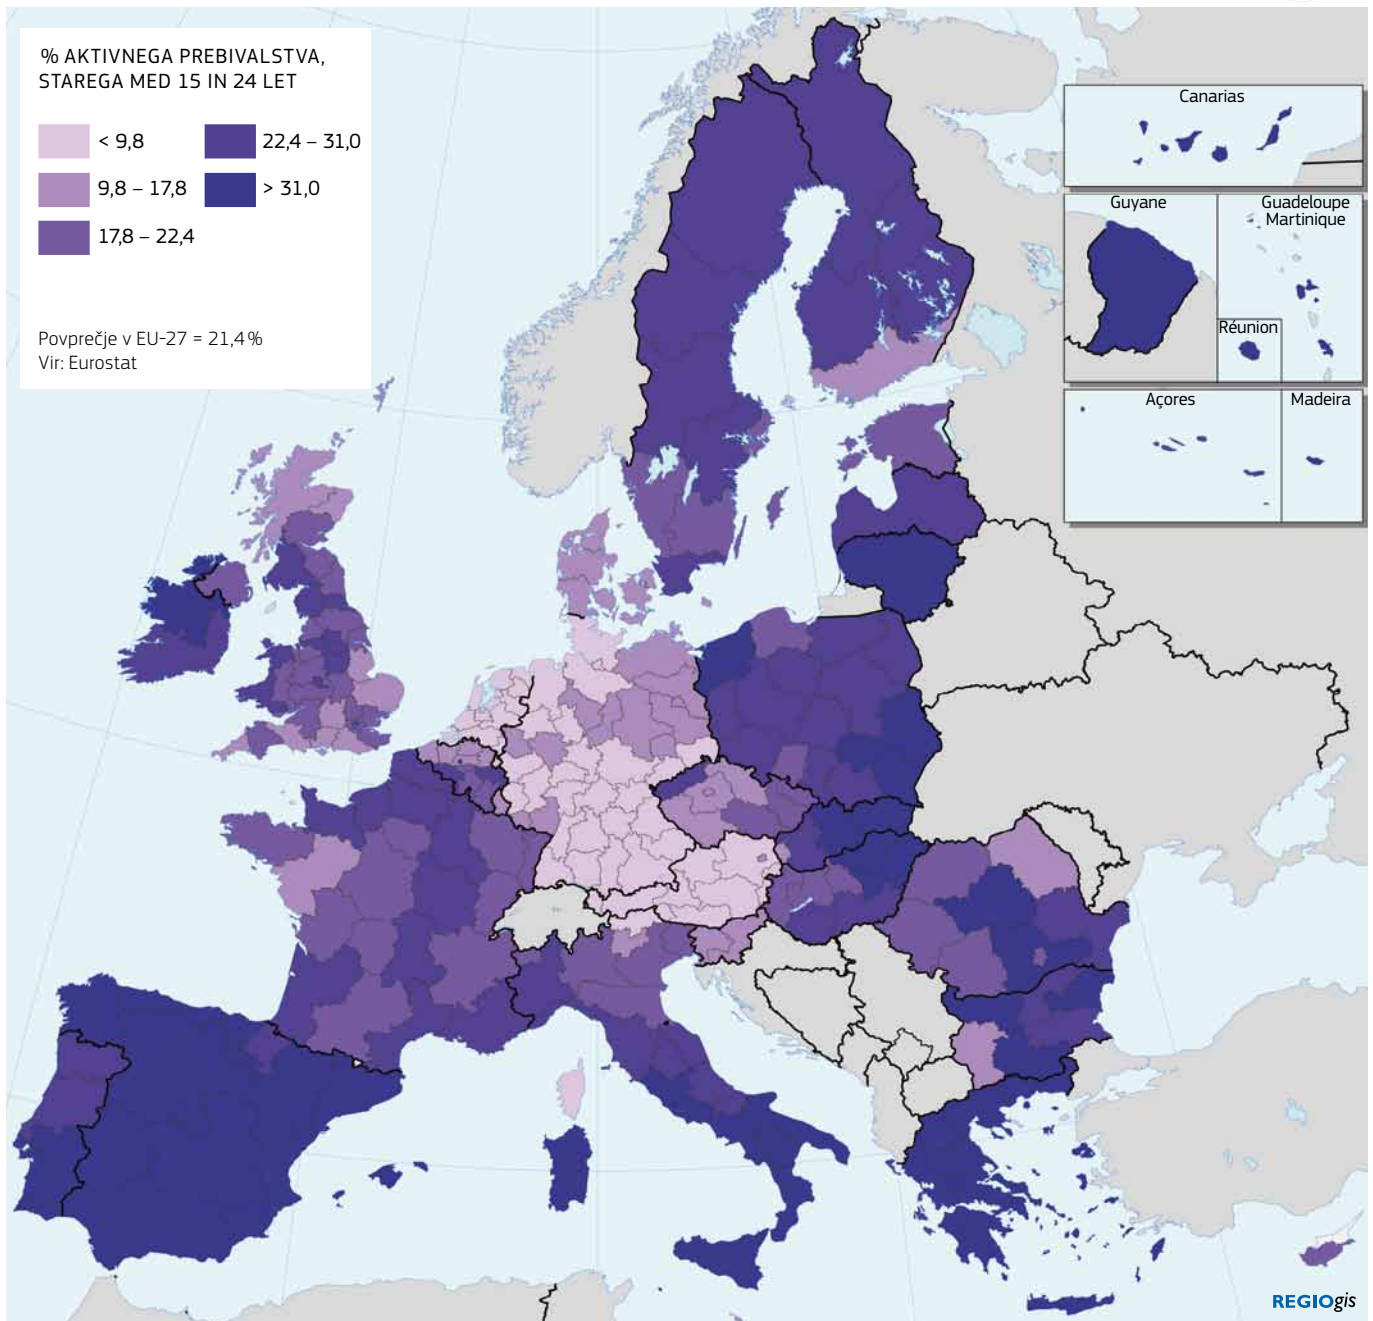 % AKTIVNEGA PREBIVALSTVA,
STAREGA MED 15 IN 24 LET
< 9,8
9,8 – 17,8
17,8 – 22,4
22,4 – 31,0
> 31,0
Povprečje v EU-27 = 21,4 %
Vir: Eurostat
Canarias
Guyane
Guadeloupe
Martinique
Réunion
Açores
Madeira
REGIOgis